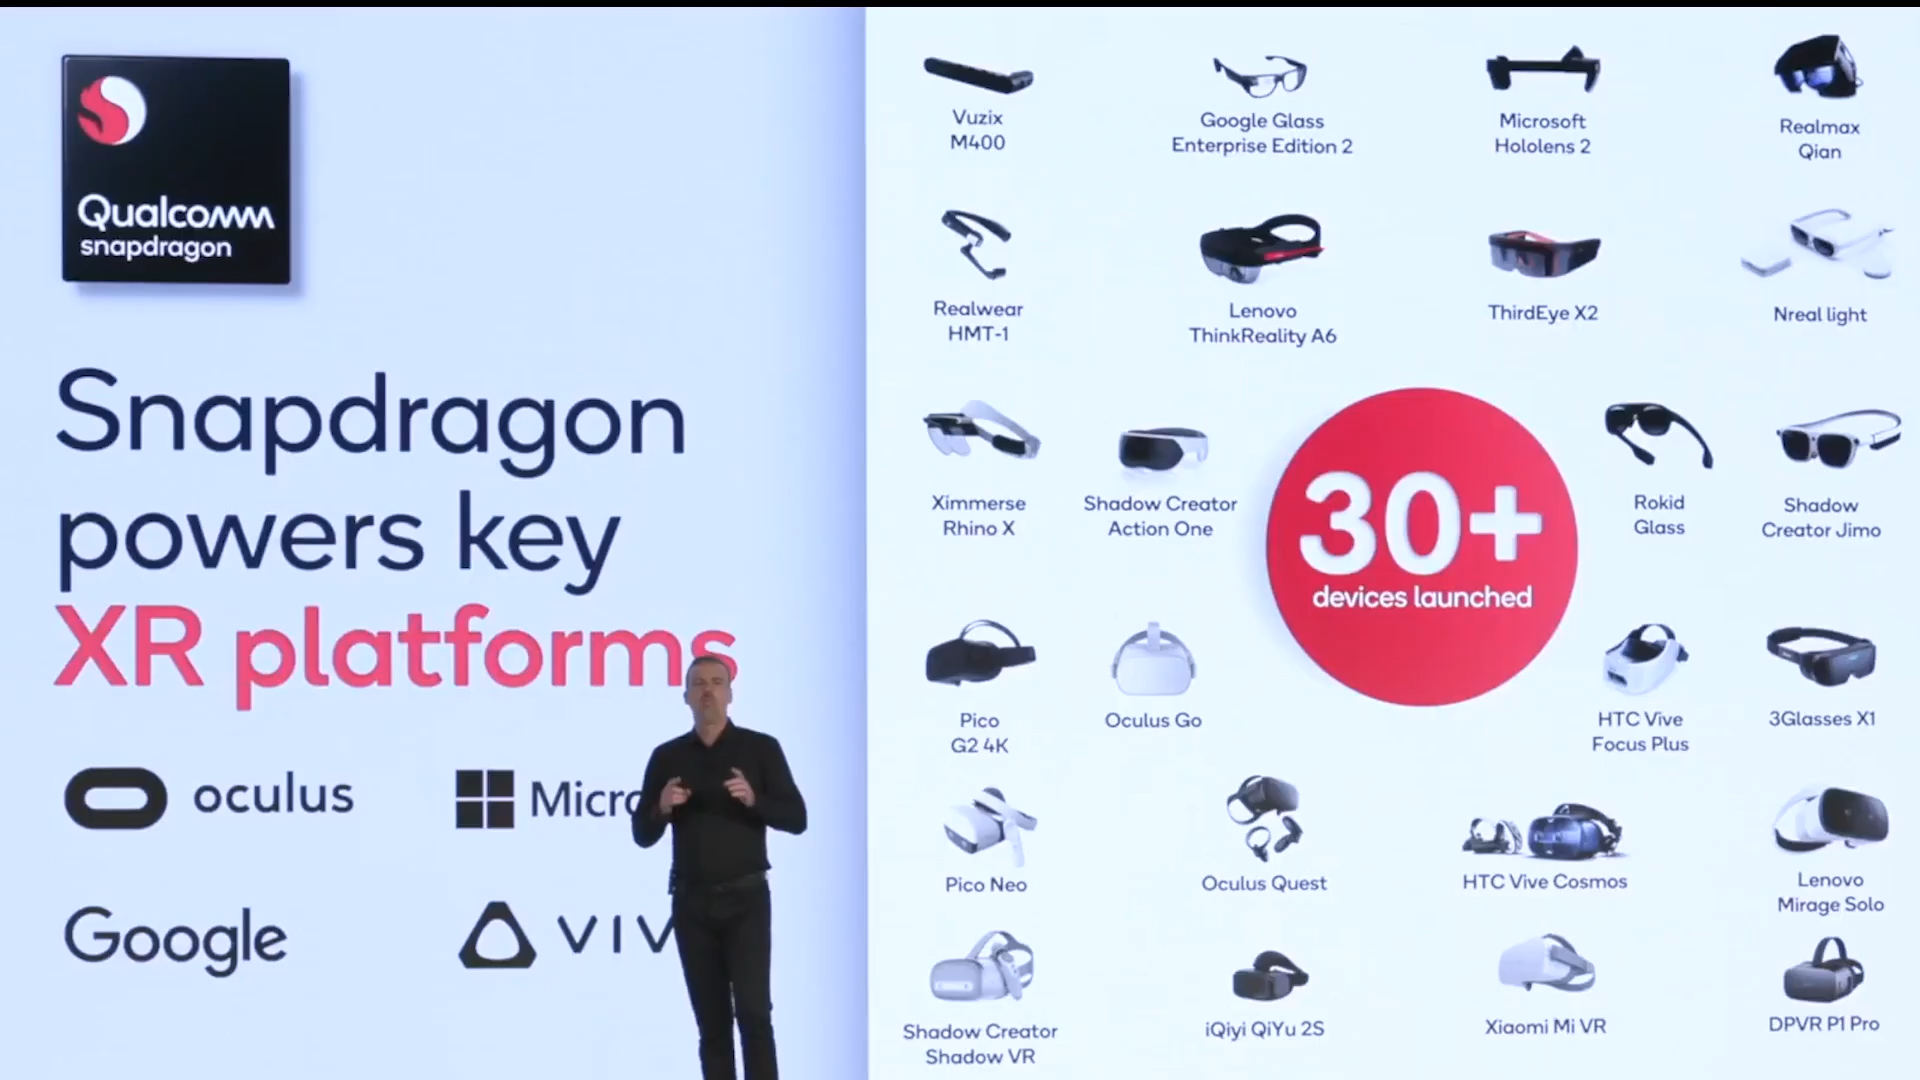 Qualcomm
snapdragon
Snapdragon
powers key
XR platforms
oculus
Google
Vuzix
M400
Google Glass
Enterprise Edition 2
Microsoft
Hololens 2
Realmax
Qian
Realwear
HMT-1
Lenovo
ThinkReality A6
ThirdEye X2
Nreal light
Ximmerse
Rhino X
Shadow Creator
Action One
30+
devices launched
Rokid
Glass
Shadow
Creator Jimo
Pico
G2 4K
Oculus Go
HTC Vive
Focus Plus
3Glasses X1
Pico Neo
Oculus Quest
HTC Vive Cosmos
Lenovo
Mirage Solo
Shadow Creator
Shadow VR
iQiyi QiYu 2S
Xiaomi Mi VR
DPVR P1 Pro